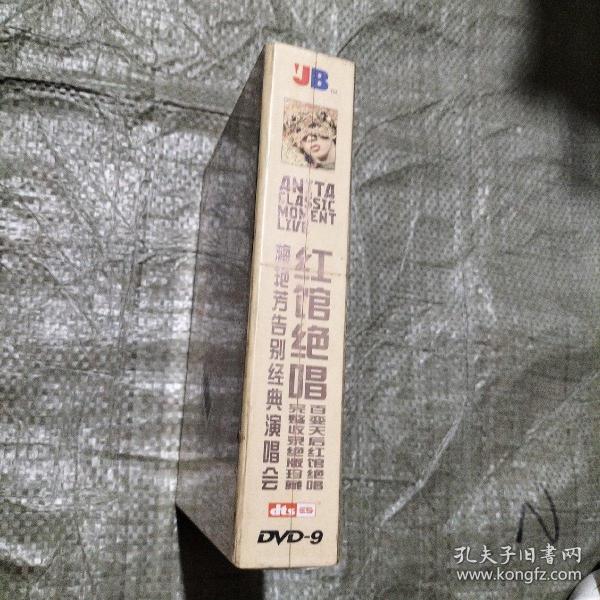 JB
ANITA
CLASSIC
MOMENT
LIVE
红馆绝唱
百变天后红馆绝唱
完整收录绝版珍藏
梅艳芳告别经典演唱会
dts ES
DVD-9
N
孔夫子旧书网
www.kongfz.com